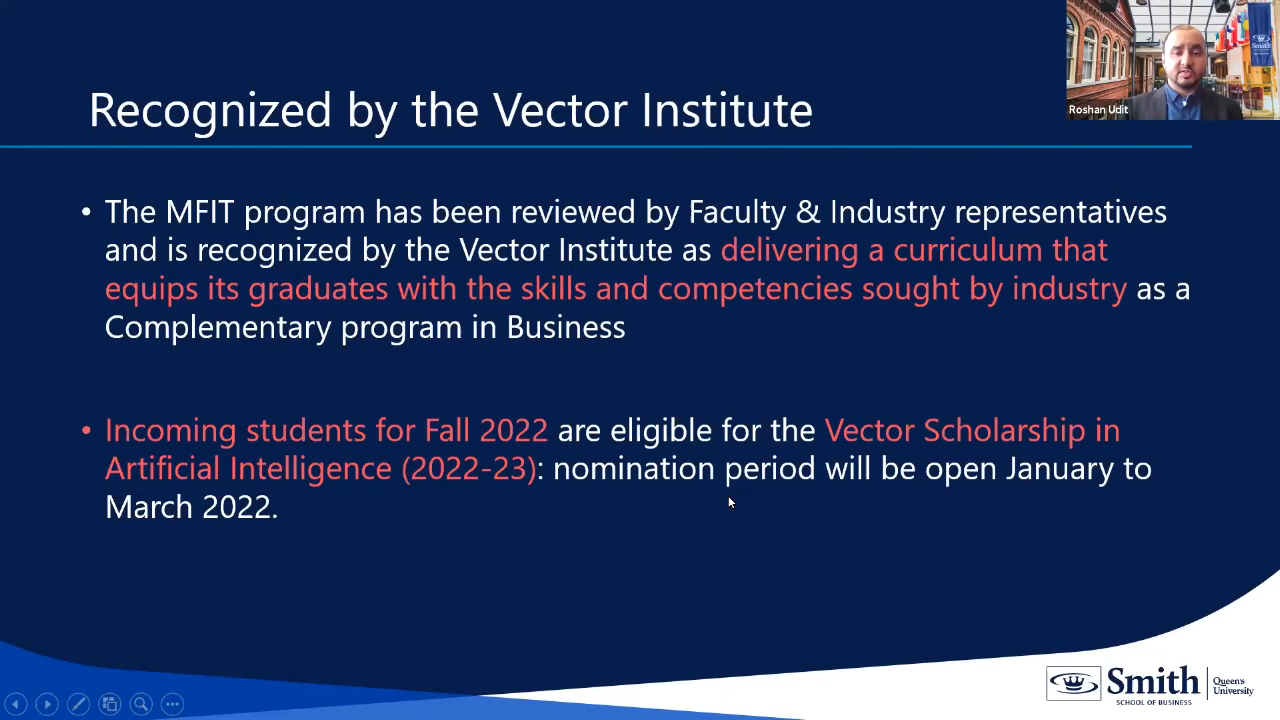 Recognized by the Vector Institute
Roshan Udit
Smith
• The MFIT program has been reviewed by Faculty & Industry representatives
and is recognized by the Vector Institute as delivering a curriculum that
equips its graduates with the skills and competencies sought by industry as a
Complementary program in Business
• Incoming students for Fall 2022 are eligible for the Vector Scholarship in
Artificial Intelligence (2022-23): nomination period will be open January to
March 2022.
Smith
SCHOOL OF BUSINESS
Queen's
University